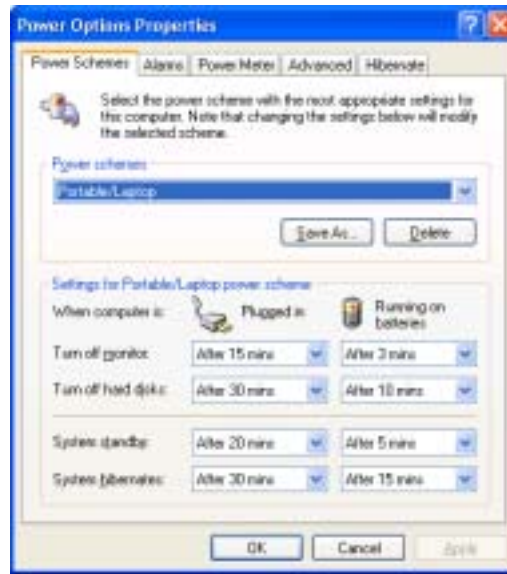 Power Options Properties
Power Schemes Alarms Power Meter Advanced Hibernate
Select the power scheme with the most appropriate settings for
this computer. Note that changing the settings below will modify
the selected scheme.
Power schemes
Portable/Laptop
Save As... Delete
Settings for Portable/Laptop power scheme
When computer is: Plugged in Running on
batteries
Turn off monitor: After 15 mins After 3 mins
Turn off hard disks: After 30 mins After 10 mins
System standby: After 20 mins After 5 mins
System hibernates: After 30 mins After 15 mins
OK Cancel Apply